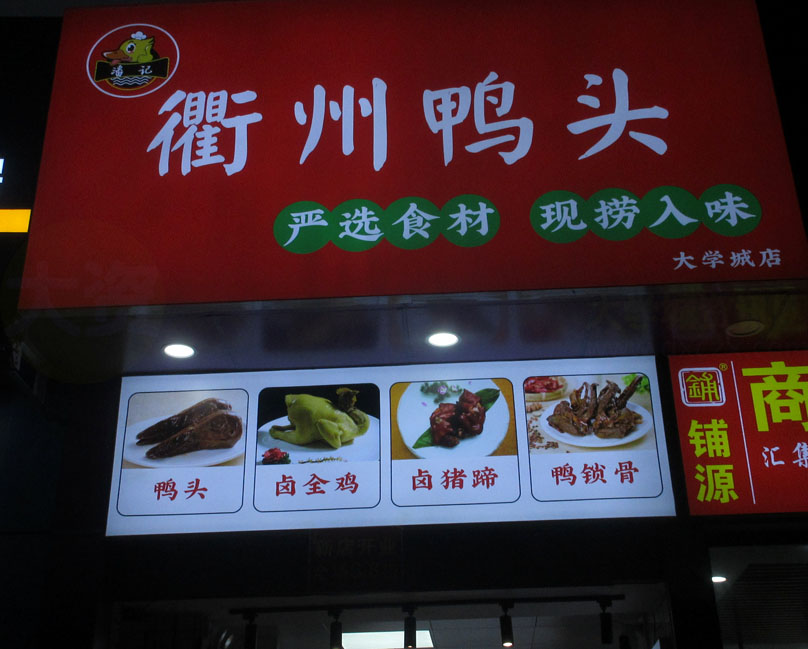 潘记
衢州鸭头
严选食材 现捞入味
大学城店
鸭头
卤全鸡
卤猪蹄
鸭锁骨
铺源
商
汇集